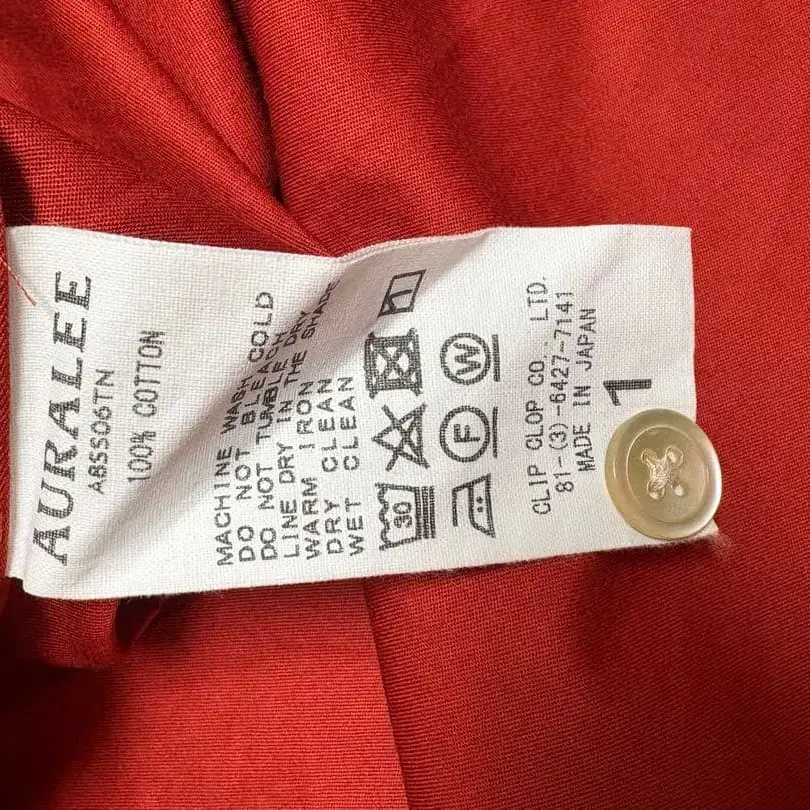 AURALEE
A8SS06TN
100% COTTON
MACHINE WASH COLD
DO NOT BLEACH
DO NOT TUMBLE DRY
LINE DRY IN THE SHADE
WARM IRON
DRY CLEAN
WET CLEAN
30
F
W
CLIP CLOP CO., LTD.
81-(3)-6427-7141
MADE IN JAPAN
1